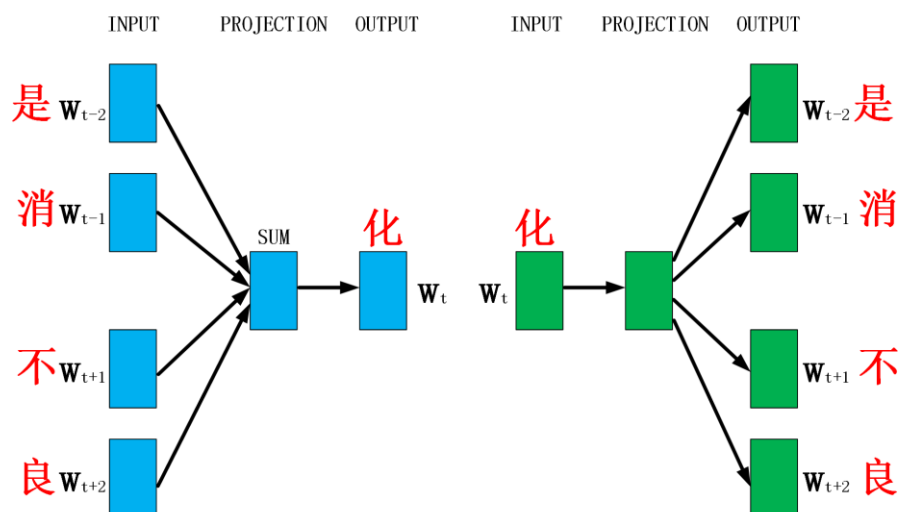 INPUT PROJECTION OUTPUT INPUT PROJECTION OUTPUT
是 Wt-2 Wt-2 是
消 Wt-1 Wt-1 消
SUM 化 化
Wt Wt
不 Wt+1 Wt+1 不
良 Wt+2 Wt+2 良